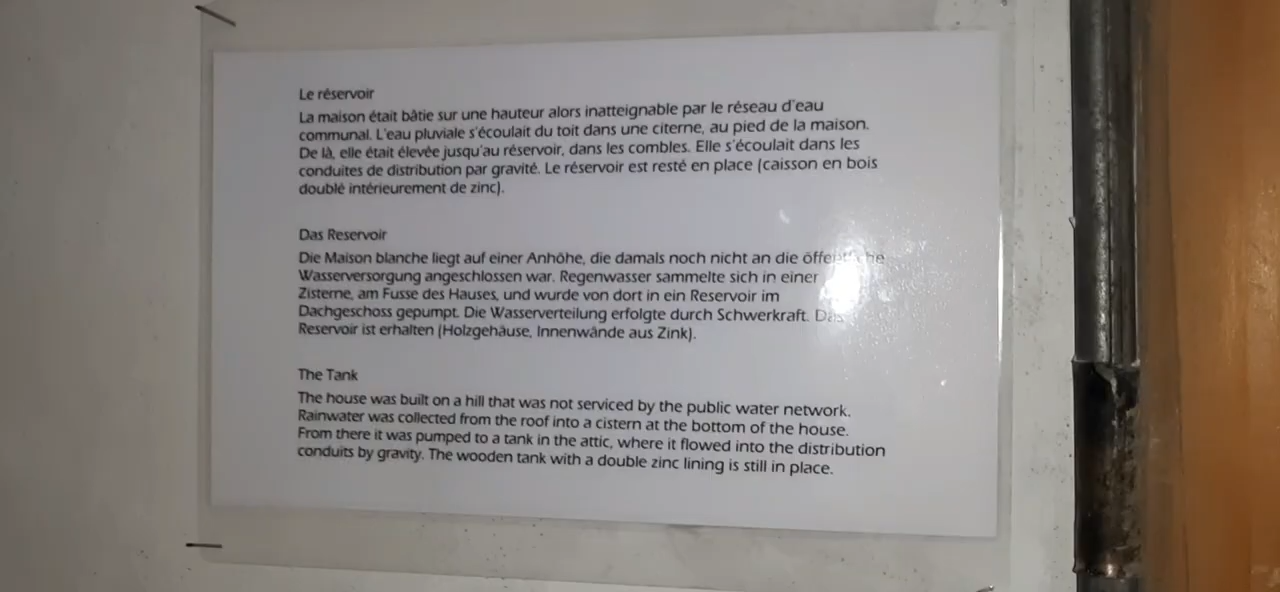 Le réservoir
La maison était bâtie sur une hauteur alors inatteignable par le réseau d'eau
communal. L'eau pluviale s'écoulait du toit dans une citerne, au pied de la maison.
De là, elle était élevée jusqu'au réservoir, dans les combles. Elle s'écoulait dans les
conduites de distribution par gravité. Le réservoir est resté en place (caisson en bois
doublé intérieurement de zinc).
Das Reservoir
Die Maison blanche liegt auf einer Anhöhe, die damals noch nicht an die öffentliche
Wasserversorgung angeschlossen war. Regenwasser sammelte sich in einer
Zisterne, am Fusse des Hauses, und wurde von dort in ein Reservoir im
Dachgeschoss gepumpt. Die Wasserverteilung erfolgte durch Schwerkraft. Das
Reservoir ist erhalten (Holzgehäuse, Innenwände aus Zink).
The Tank
The house was built on a hill that was not serviced by the public water network.
Rainwater was collected from the roof into a cistern at the bottom of the house.
From there it was pumped to a tank in the attic, where it flowed into the distribution
conduits by gravity. The wooden tank with a double zinc lining is still in place.